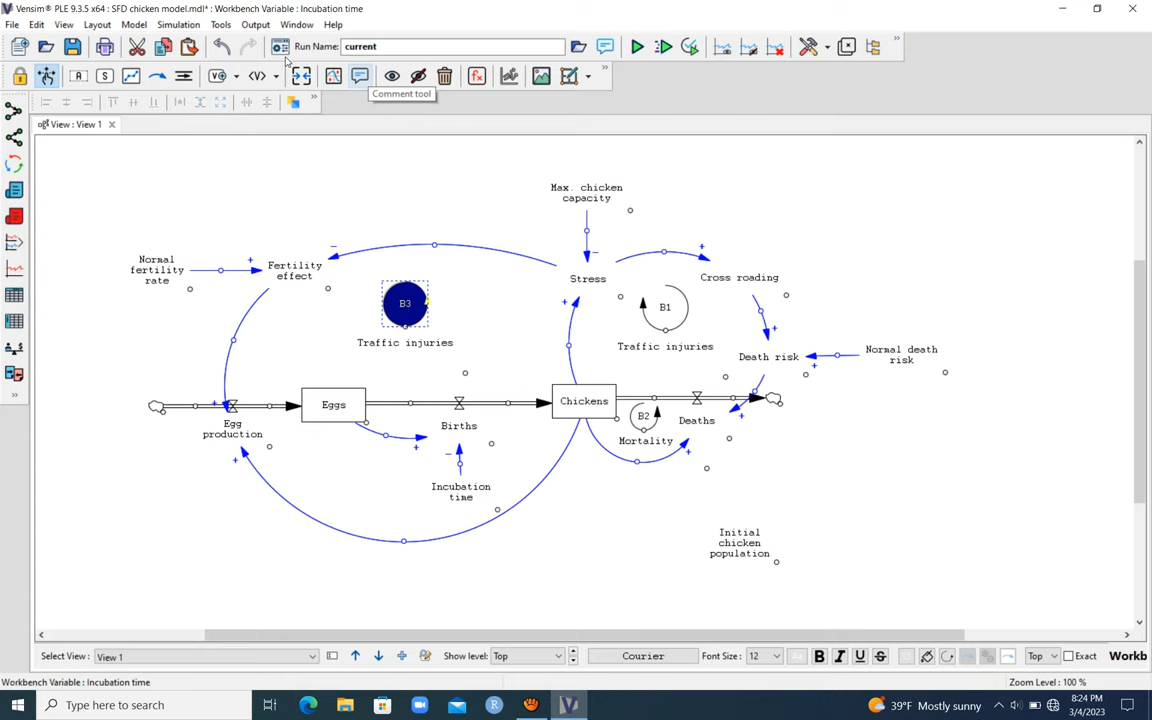 Vensim® PLE 9.3.5 x64 : SFD chicken model.mdl* : Workbench Variable : Incubation time
File Edit View Layout Model Simulation Tools Output Window Help
Run Name: current
A S V <V> fx
Comment tool
View : View 1
Max. chicken
capacity
Normal
fertility
rate
Fertility
effect
Stress
Cross roading
B3
B1
Traffic injuries
Traffic injuries
Death risk
Normal death
risk
Eggs
Chickens
B2
Egg
production
Births
Mortality
Deaths
Incubation
time
Initial
chicken
population
Select View: View 1 Show level: Top Courier Font Size: 12 B I U S Top Exact Workb
Workbench Variable : Incubation time Zoom Level: 100 %
Type here to search R 39°F Mostly sunny 8:24 PM
3/4/2023